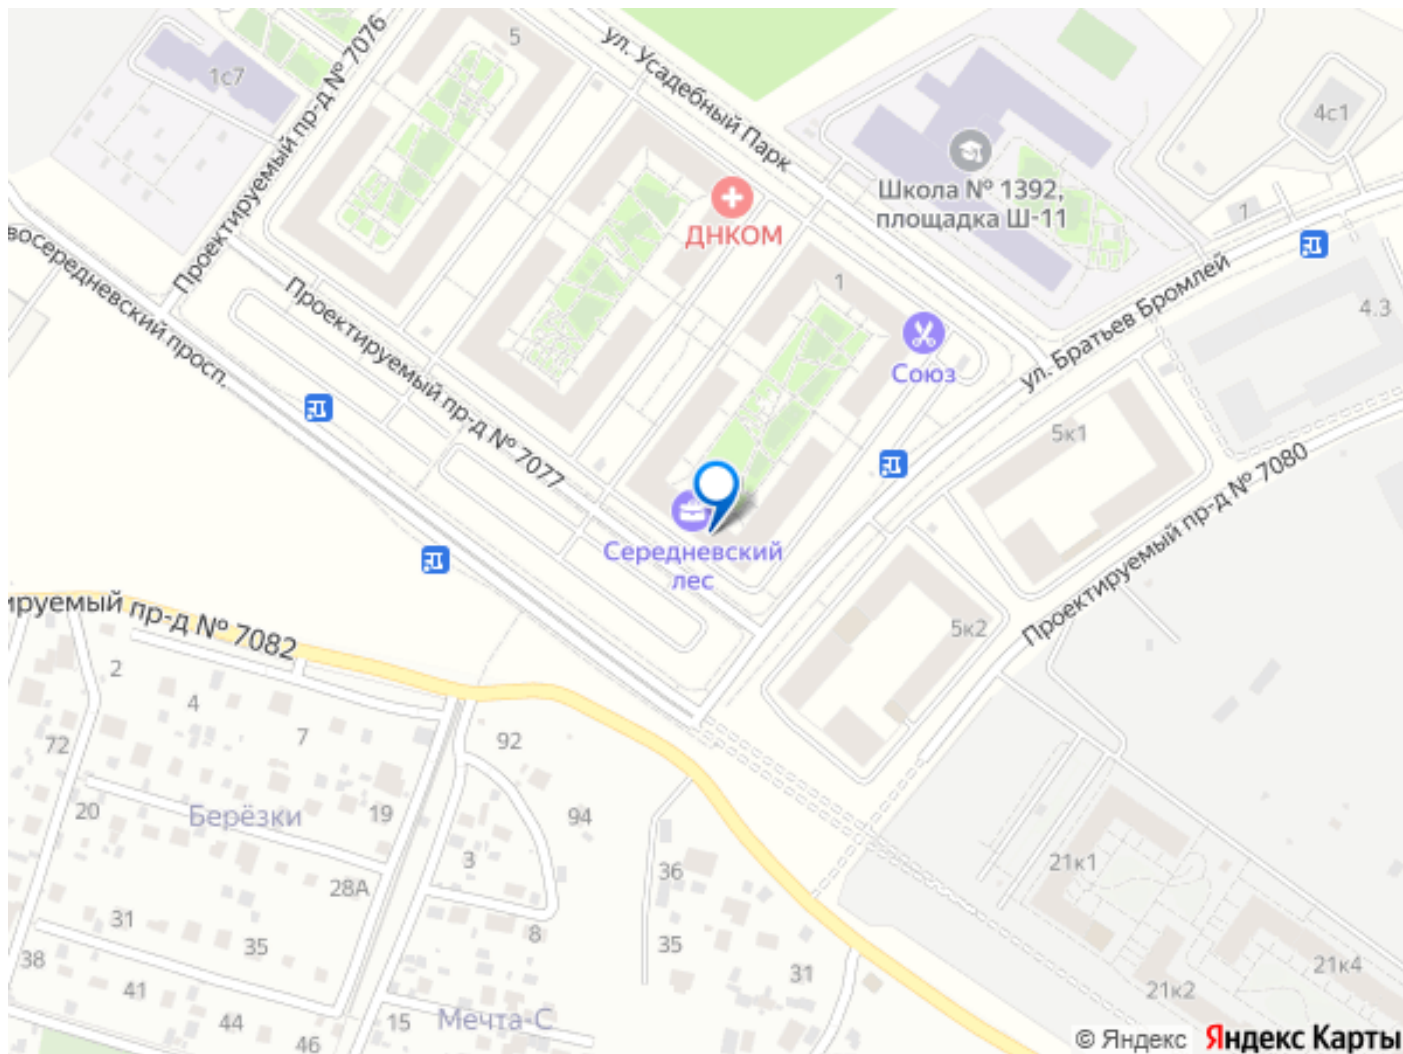 5
ул. Усадебный Парк
1с7
Проектируемый пр-д № 7076
4с1
Школа № 1392,
площадка Ш-11
1
ДНКОМ
восередневский просп.
Проектируемый пр-д № 7077
1
4.3
Союз
ул. Братьев Бромлей
5к1
Проектируемый пр-д № 7080
Середневский
лес
ируемый пр-д № 7082
5к2
2
4
7
72
92
20
Берёзки
19
94
3
36
21к1
28А
31
35
8
35
38
41
31
21к4
21к2
44
15
Мечта-С
46
© Яндекс Яндекс Карты